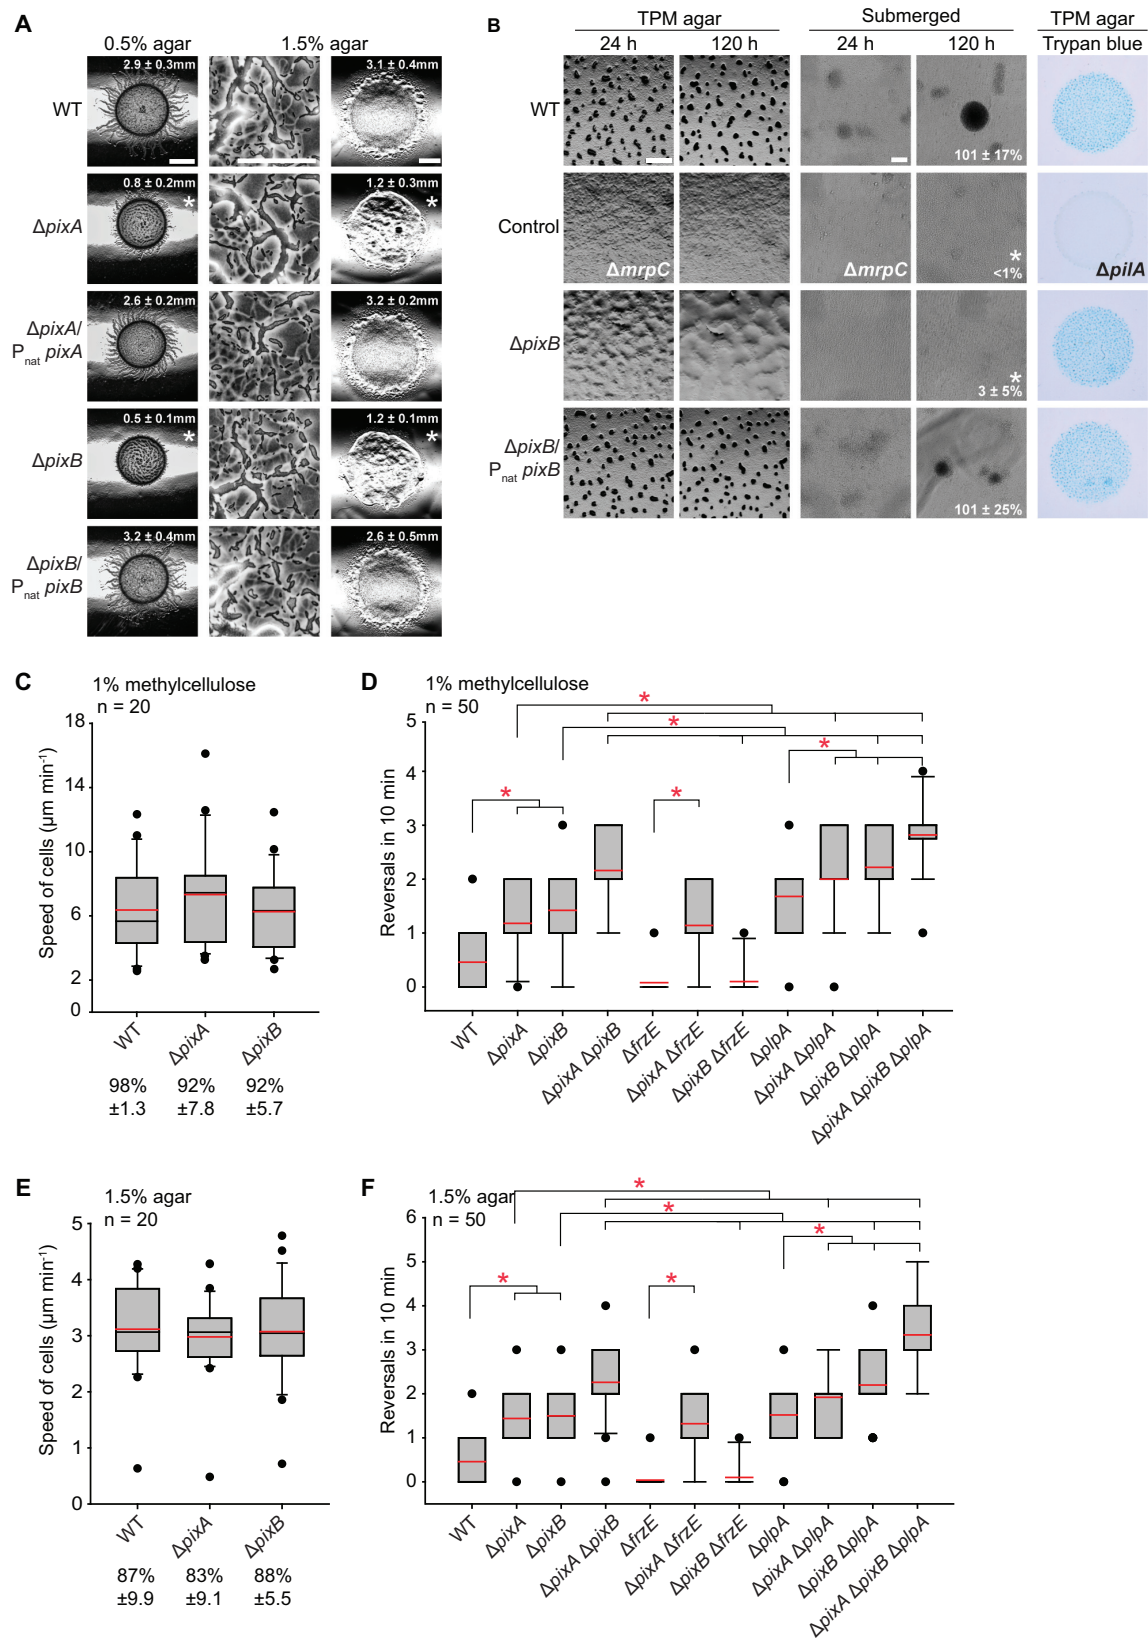 A
0.5% agar
1.5% agar
WT
2.9 ± 0.3mm
3.1 ± 0.4mm
ΔpixA
0.8 ± 0.2mm
*
1.2 ± 0.3mm
*
ΔpixA/
Pnat pixA
2.6 ± 0.2mm
3.2 ± 0.2mm
ΔpixB
0.5 ± 0.1mm
*
1.2 ± 0.1mm
*
ΔpixB/
Pnat pixB
3.2 ± 0.4mm
2.6 ± 0.5mm
B
TPM agar
Submerged
TPM agar
24 h
120 h
24 h
120 h
Trypan blue
WT
101 ± 17%
Control
ΔmrpC
ΔmrpC
*
<1%
ΔpilA
ΔpixB
*
3 ± 5%
ΔpixB/
Pnat pixB
101 ± 25%
C
1% methylcellulose
n = 20
Speed of cells (µm min-1)
18
14
10
6
2
0
WT
ΔpixA
ΔpixB
98%
92%
92%
±1.3
±7.8
±5.7
D
1% methylcellulose
n = 50
Reversals in 10 min
5
4
3
2
1
0
*
*
*
*
*
WT
ΔpixA
ΔpixB
ΔpixA ΔpixB
ΔfrzE
ΔpixA ΔfrzE
ΔpixB ΔfrzE
ΔplpA
ΔpixA ΔplpA
ΔpixB ΔplpA
ΔpixA ΔpixB ΔplpA
E
1.5% agar
n = 20
Speed of cells (µm min-1)
5
4
3
2
1
0
WT
ΔpixA
ΔpixB
87%
83%
88%
±9.9
±9.1
±5.5
F
1.5% agar
n = 50
Reversals in 10 min
6
5
4
3
2
1
0
*
*
*
*
*
WT
ΔpixA
ΔpixB
ΔpixA ΔpixB
ΔfrzE
ΔpixA ΔfrzE
ΔpixB ΔfrzE
ΔplpA
ΔpixA ΔplpA
ΔpixB ΔplpA
ΔpixA ΔpixB ΔplpA